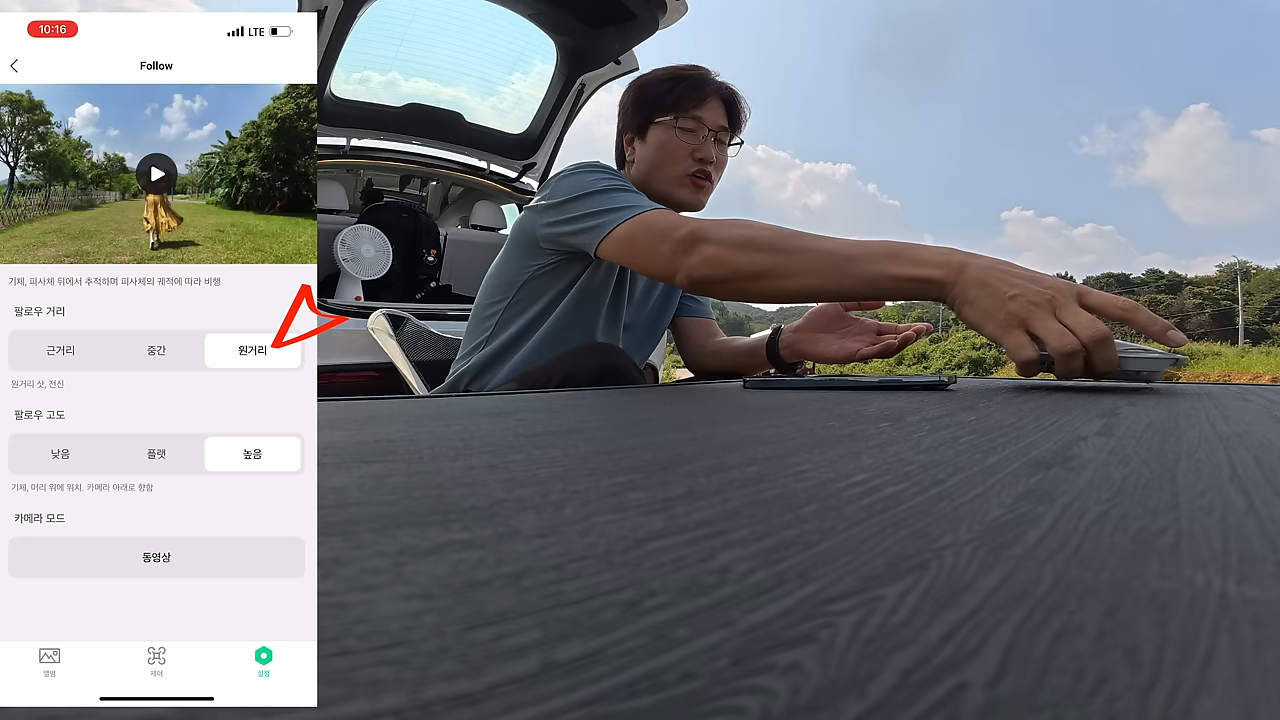 10:16
LTE
Follow
기체, 피사체 뒤에서 추적하며 피사체의 궤적에 따라 비행
팔로우 거리
근거리 중간 원거리
원거리 샷, 전신
팔로우 고도
낮음 플랫 높음
기체, 머리 위에 위치. 카메라 아래로 향함
카메라 모드
동영상
앨범 제어 설정